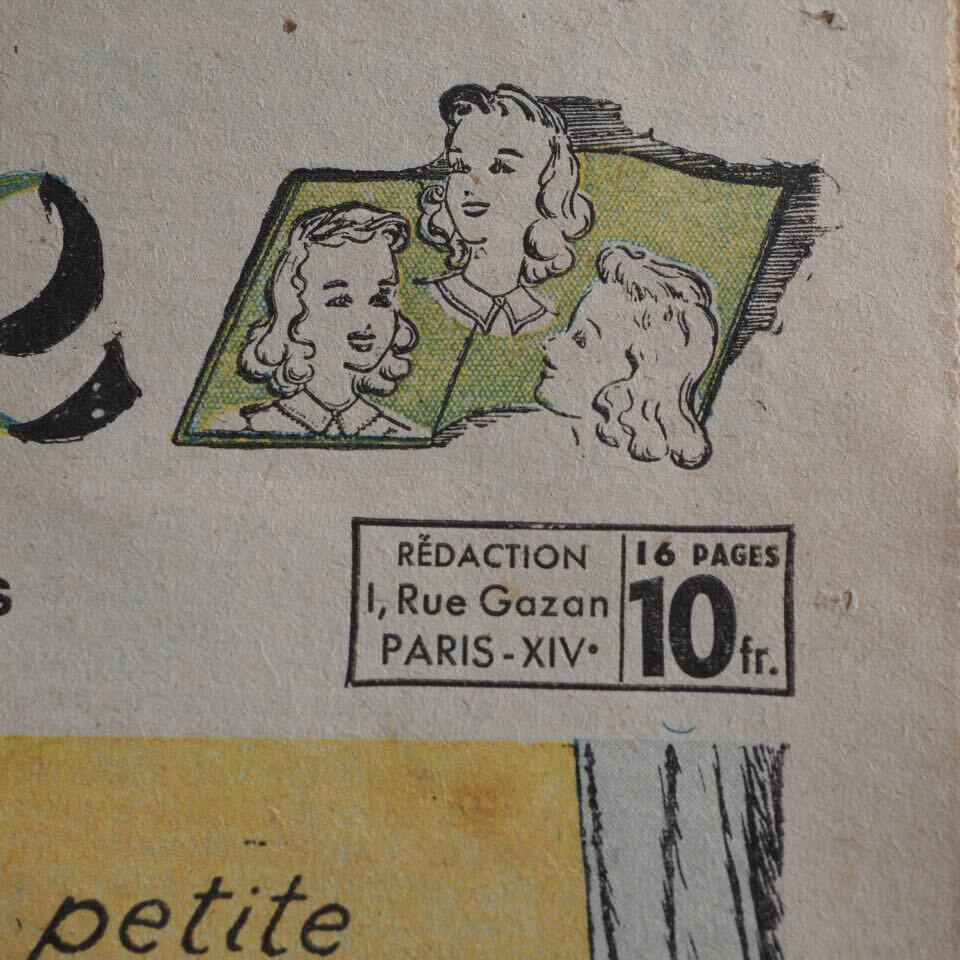 s
RÉDACTION
1, Rue Gazan
PARIS-XIVᵉ
16 PAGES
10 fr.
petite